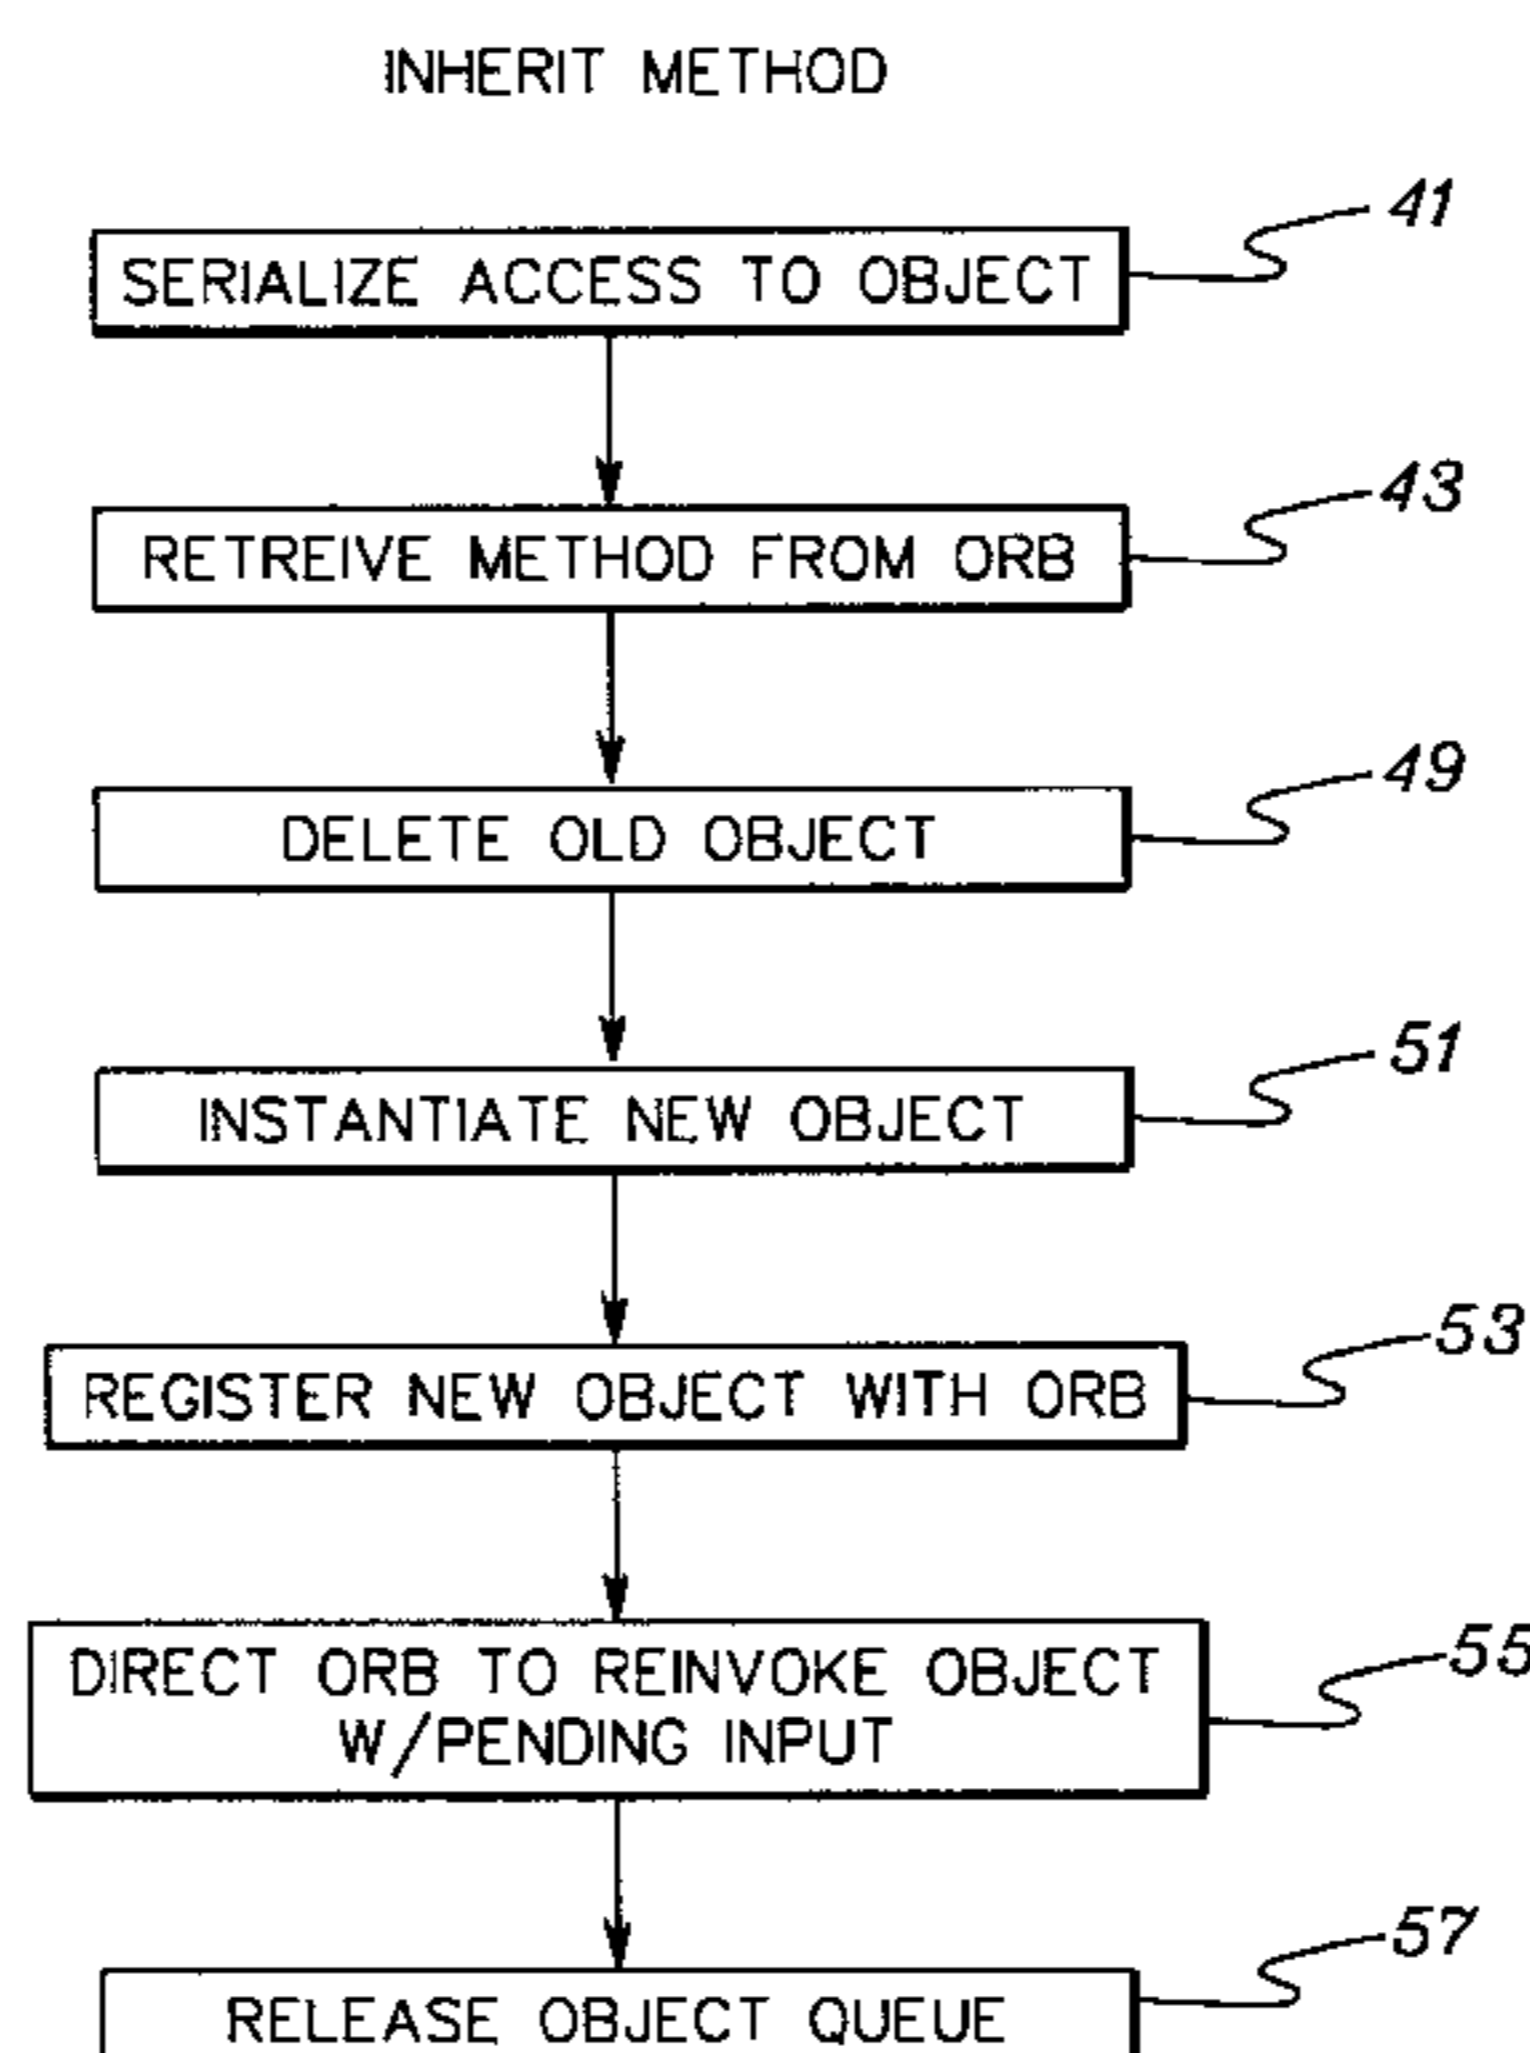 INHERIT METHOD
41
SERIALIZE ACCESS TO OBJECT
43
RETREIVE METHOD FROM ORB
49
DELETE OLD OBJECT
51
INSTANTIATE NEW OBJECT
53
REGISTER NEW OBJECT WITH ORB
55
DIRECT ORB TO REINVOKE OBJECT
W/PENDING INPUT
57
RELEASE OBJECT QUEUE